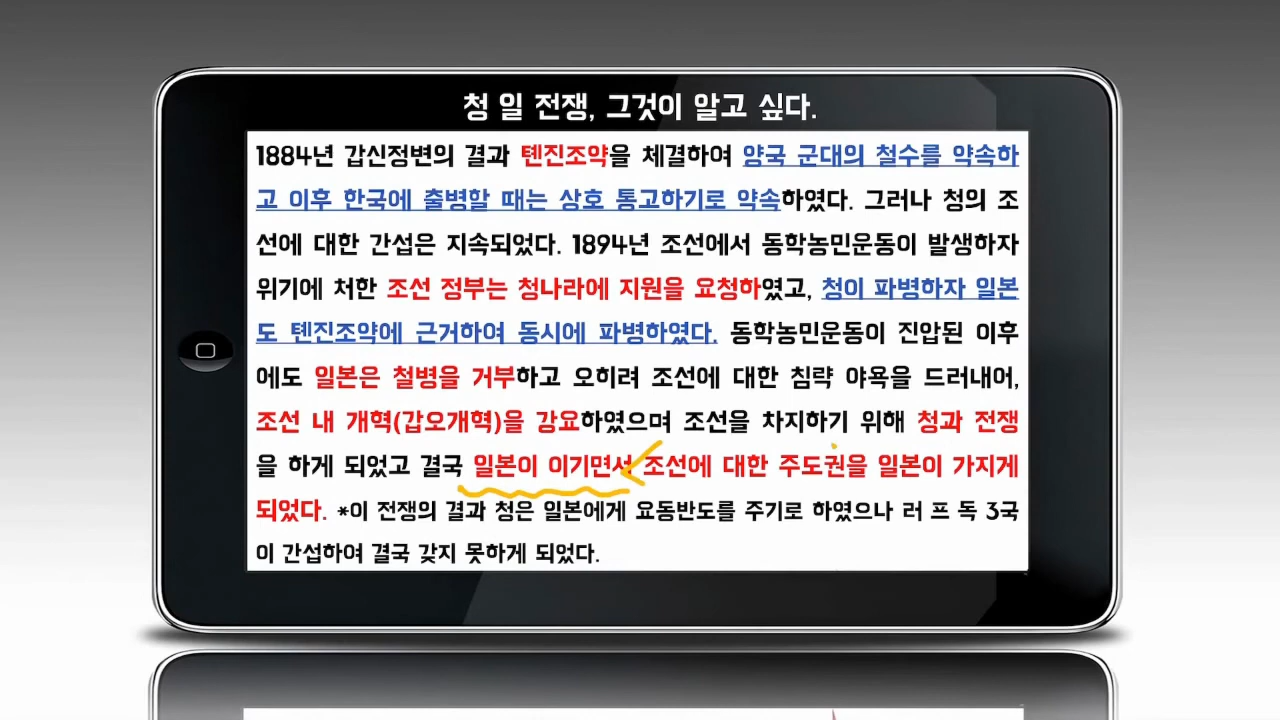 청 일 전쟁, 그것이 알고 싶다.
1884년 갑신정변의 결과 톈진조약을 체결하여 양국 군대의 철수를 약속하
고 이후 한국에 출병할 때는 상호 통고하기로 약속하였다. 그러나 청의 조
선에 대한 간섭은 지속되었다. 1894년 조선에서 동학농민운동이 발생하자
위기에 처한 조선 정부는 청나라에 지원을 요청하였고, 청이 파병하자 일본
도 톈진조약에 근거하여 동시에 파병하였다. 동학농민운동이 진압된 이후
에도 일본은 철병을 거부하고 오히려 조선에 대한 침략 야욕을 드러내어,
조선 내 개혁(갑오개혁)을 강요하였으며 조선을 차지하기 위해 청과 전쟁
을 하게 되었고 결국 일본이 이기면서 조선에 대한 주도권을 일본이 가지게
되었다. *이 전쟁의 결과 청은 일본에게 요동반도를 주기로 하였으나 러 프 독 3국
이 간섭하여 결국 갖지 못하게 되었다.